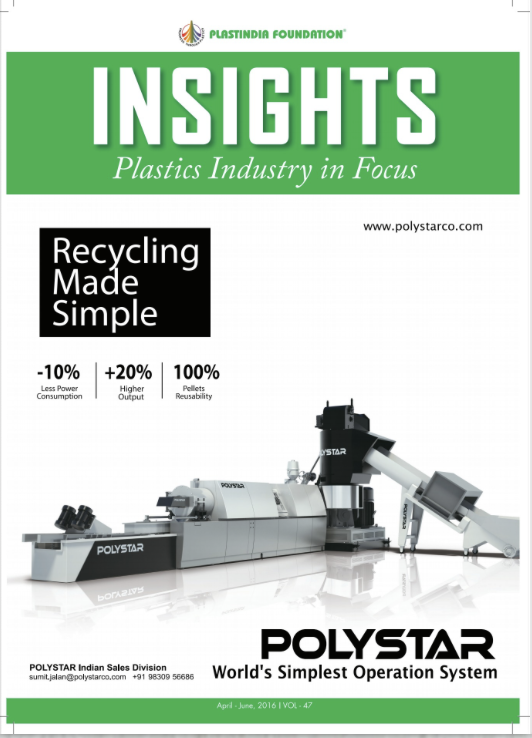 PLASTINDIA FOUNDATION
INSIGHTS
Plastics Industry in Focus
www.polystarco.com
Recycling
Made
Simple
-10%
Less Power
Consumption
+20%
Higher
Output
100%
Pellets
Reusability
POLYSTAR
POLYSTAR
POLYSTAR
POLYSTAR
World's Simplest Operation System
POLYSTAR Indian Sales Division
sumit.jalan@polystarco.com +91 98309 56686
April - June, 2016 | VOL - 47